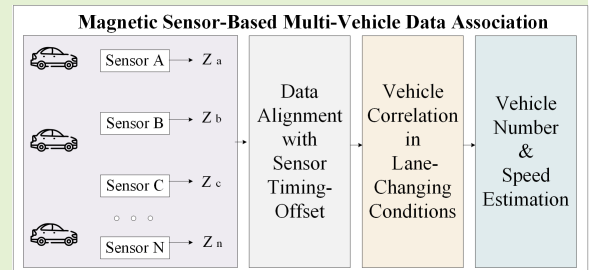 Magnetic Sensor-Based Multi-Vehicle Data Association
Sensor A
Z a
Sensor B
Z b
Sensor C
Z c
Sensor N
Z n
Data
Alignment
with
Sensor
Timing-
Offset
Vehicle
Correlation
in
Lane-
Changing
Conditions
Vehicle
Number
&
Speed
Estimation